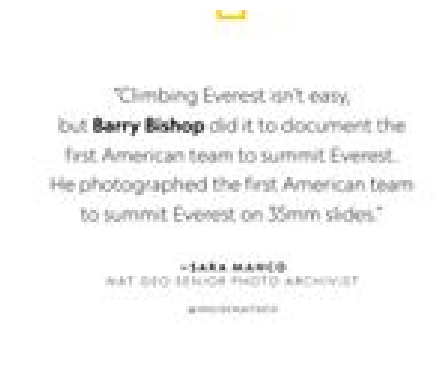 "Climbing Everest isn't easy,
but Barry Bishop did it to document the
first American team to summit Everest.
He photographed the first American team
to summit Everest on 35mm slides."
–SARA MANCO
NAT GEO SENIOR PHOTO ARCHIVIST